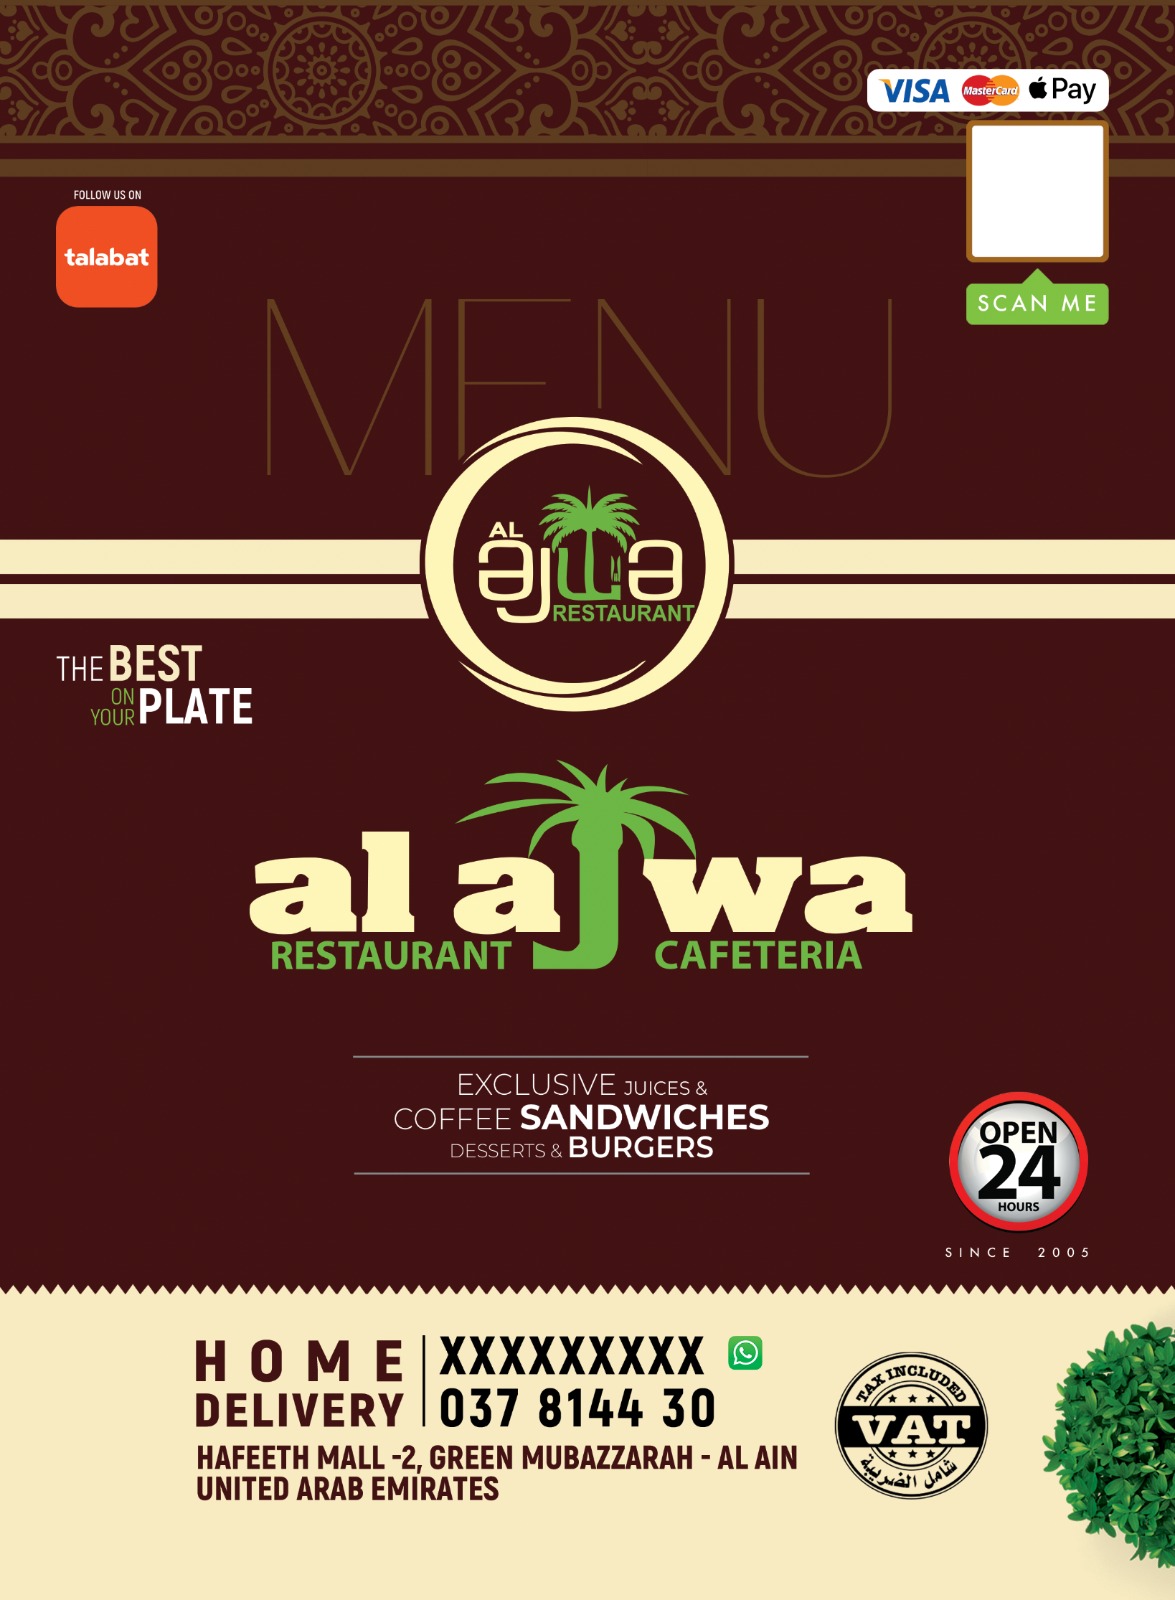 VISA MasterCard Pay
FOLLOW US ON
talabat
SCAN ME
MENU
AL
ajwa
RESTAURANT
THE BEST
ON
YOUR PLATE
al ajwa
RESTAURANT CAFETERIA
EXCLUSIVE JUICES &
COFFEE SANDWICHES
DESSERTS & BURGERS
OPEN
24
HOURS
SINCE 2005
HOME
DELIVERY
XXXXXXXXX
037 8144 30
HAFEETH MALL -2, GREEN MUBAZZARAH - AL AIN
UNITED ARAB EMIRATES
TAX INCLUDED
VAT
شامل الضريبة